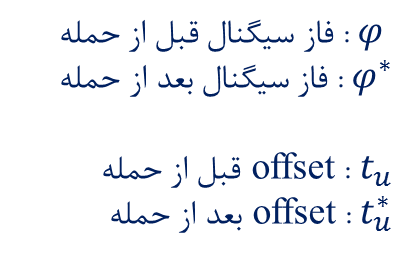 φ : فاز سیگنال قبل از حمله
φ* : فاز سیگنال بعد از حمله
t_u : offset قبل از حمله
t_u^* : offset بعد از حمله